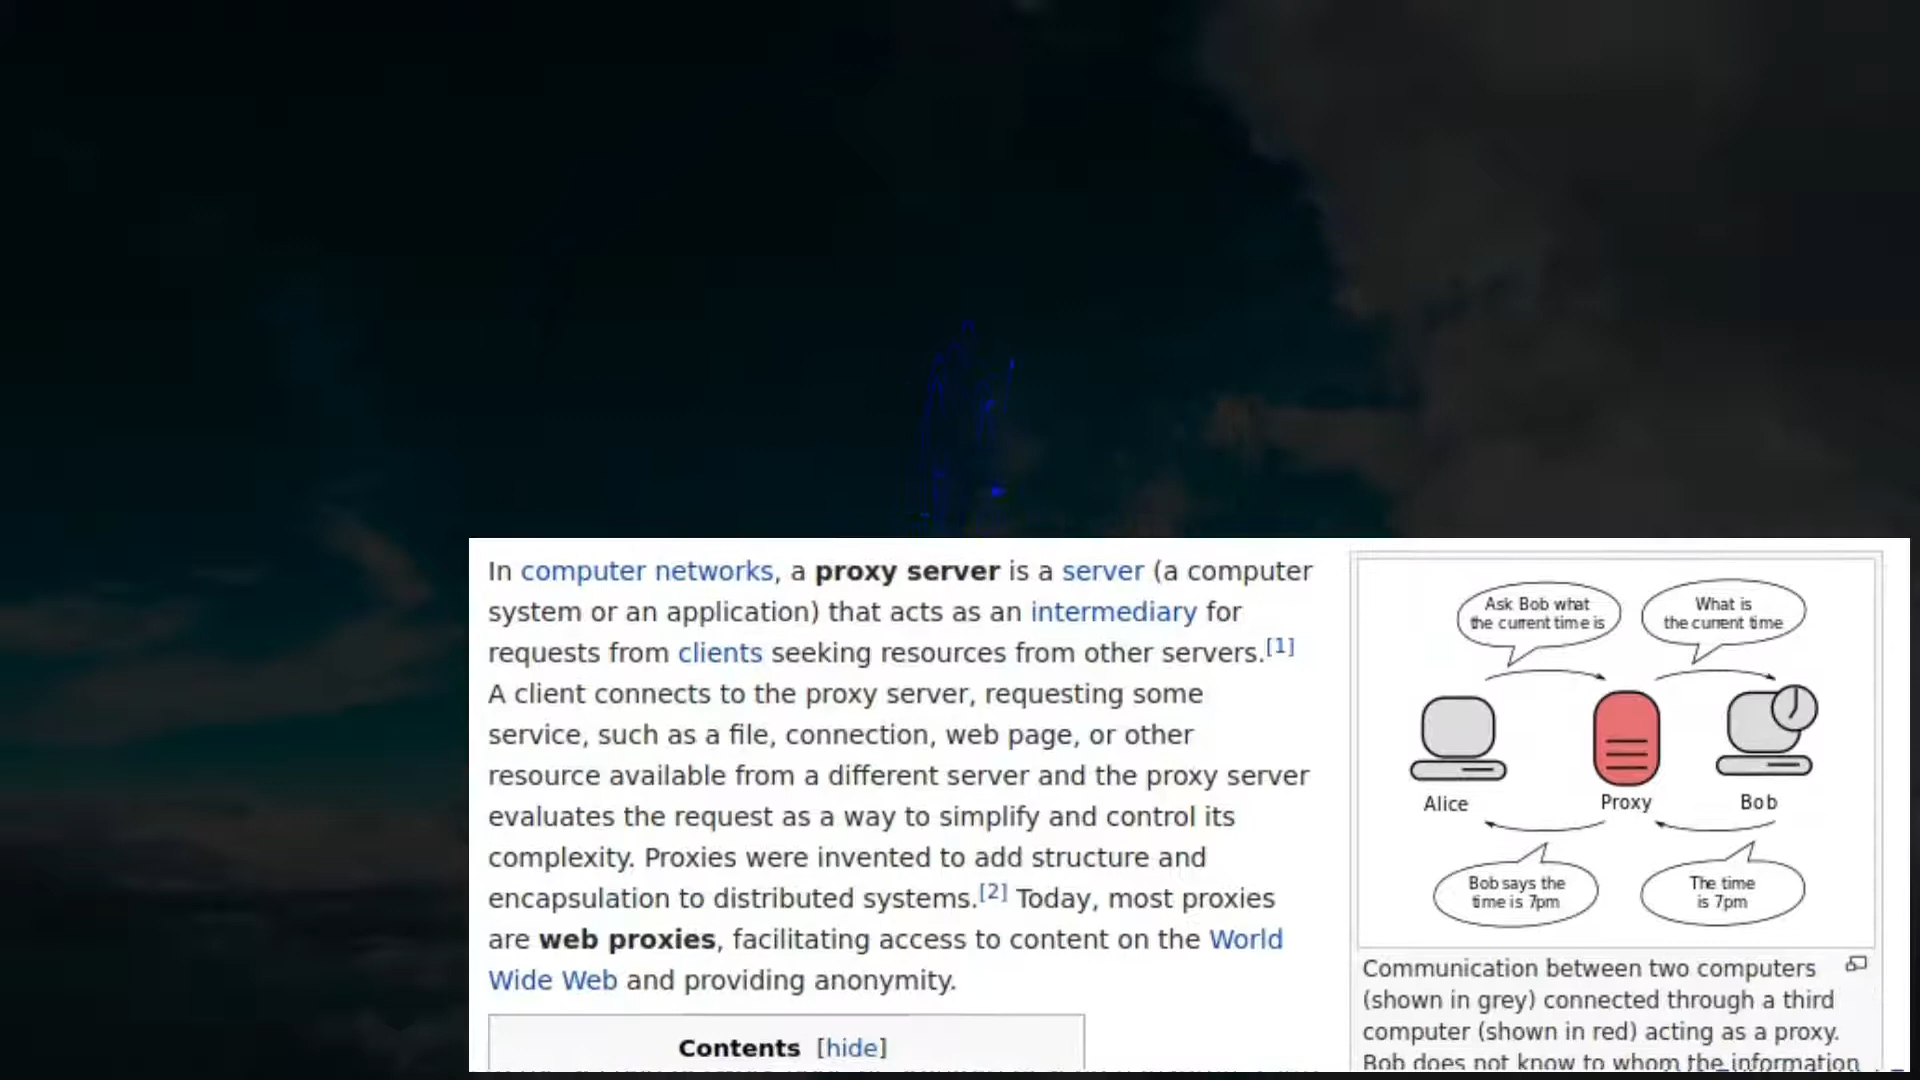 In computer networks, a proxy server is a server (a computer
system or an application) that acts as an intermediary for
requests from clients seeking resources from other servers.[1]
A client connects to the proxy server, requesting some
service, such as a file, connection, web page, or other
resource available from a different server and the proxy server
evaluates the request as a way to simplify and control its
complexity. Proxies were invented to add structure and
encapsulation to distributed systems.[2] Today, most proxies
are web proxies, facilitating access to content on the World
Wide Web and providing anonymity.
Contents [hide]
Ask Bob what
the current time is
What is
the current time
Alice
Proxy
Bob
Bob says the
time is 7pm
The time
is 7pm
Communication between two computers
(shown in grey) connected through a third
computer (shown in red) acting as a proxy.
Bob does not know to whom the information